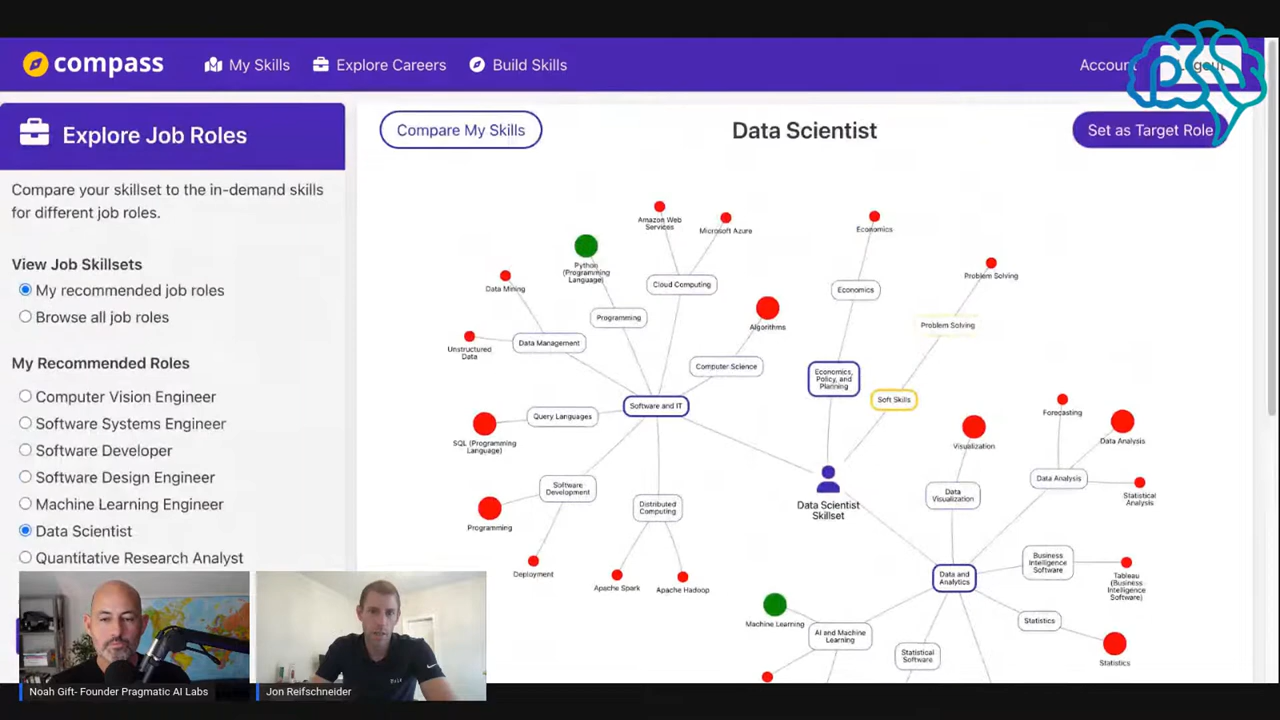 compass
My Skills
Explore Careers
Build Skills
Account
Logout
Explore Job Roles
Compare your skillset to the in-demand skills
for different job roles.
View Job Skillsets
My recommended job roles
Browse all job roles
My Recommended Roles
Computer Vision Engineer
Software Systems Engineer
Software Developer
Software Design Engineer
Machine Learning Engineer
Data Scientist
Quantitative Research Analyst
Compare My Skills
Data Scientist
Set as Target Role
Amazon Web
Services
Microsoft Azure
Economics
Python
(Programming
Language)
Problem Solving
Data Mining
Cloud Computing
Economics
Programming
Algorithms
Problem Solving
Data Management
Unstructured
Data
Computer Science
Economics,
Policy, and
Planning
Soft Skills
Software and IT
Query Languages
SQL (Programming
Language)
Forecasting
Data Analysis
Visualization
Data Analysis
Statistical
Analysis
Software
Development
Data
Visualization
Distributed
Computing
Data Scientist
Skillset
Programming
Deployment
Apache Spark
Apache Hadoop
Business
Intelligence
Software
Tableau
(Business
Intelligence
Software)
Data and
Analytics
Machine Learning
AI and Machine
Learning
Statistics
Statistics
Statistical
Software
Noah Gift- Founder Pragmatic AI Labs
Jon Reifschneider